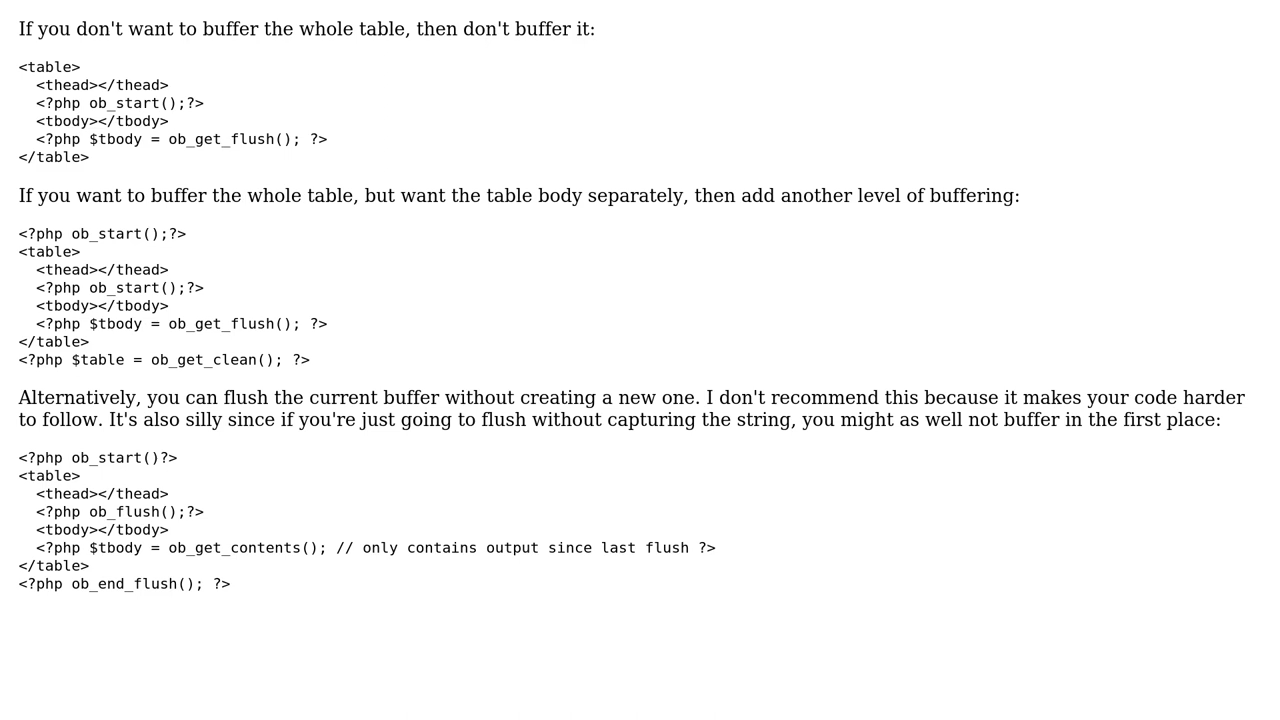 If you don't want to buffer the whole table, then don't buffer it:
<table>
  <thead></thead>
  <?php ob_start();?>
  <tbody></tbody>
  <?php $tbody = ob_get_flush(); ?>
</table>
If you want to buffer the whole table, but want the table body separately, then add another level of buffering:
<?php ob_start();?>
<table>
  <thead></thead>
  <?php ob_start();?>
  <tbody></tbody>
  <?php $tbody = ob_get_flush(); ?>
</table>
<?php $table = ob_get_clean(); ?>
Alternatively, you can flush the current buffer without creating a new one. I don't recommend this because it makes your code harder
to follow. It's also silly since if you're just going to flush without capturing the string, you might as well not buffer in the first place:
<?php ob_start()?>
<table>
  <thead></thead>
  <?php ob_flush();?>
  <tbody></tbody>
  <?php $tbody = ob_get_contents(); // only contains output since last flush ?>
</table>
<?php ob_end_flush(); ?>